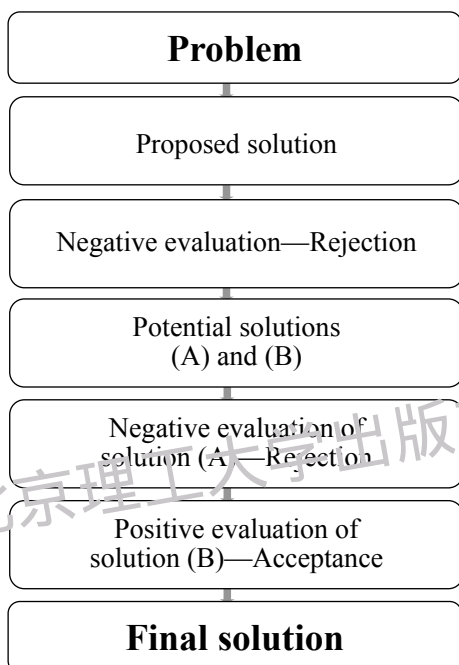 Problem
Proposed solution
Negative evaluation—Rejection
Potential solutions
(A) and (B)
Negative evaluation of
solution (A)—Rejection
北京理工大学出版
Positive evaluation of
solution (B)—Acceptance
Final solution